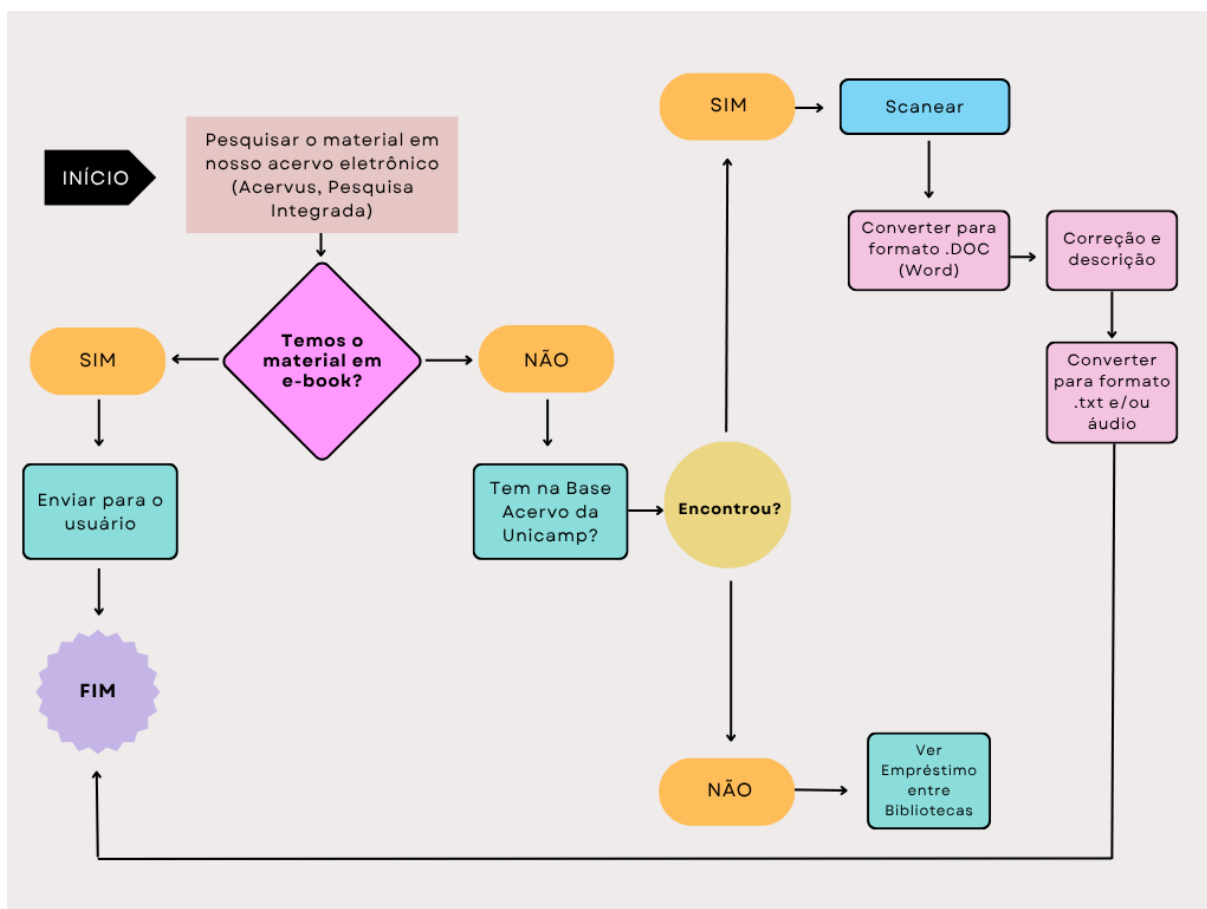 INÍCIO
Pesquisar o material em
nosso acervo eletrônico
(Acervus, Pesquisa
Integrada)
Temos o
material em
e-book?
SIM
Enviar para o
usuário
FIM
NÃO
Tem na Base
Acervo da
Unicamp?
Encontrou?
SIM
Scanear
Converter para
formato .DOC
(Word)
Correção e
descrição
Converter
para formato
.txt e/ou
áudio
NÃO
Ver
Empréstimo
entre
Bibliotecas